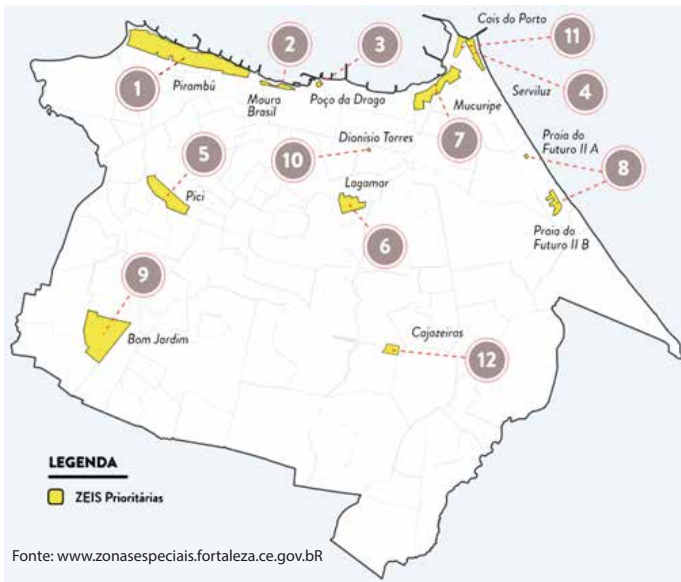 Cais do Porto
2
3
11
1
Pirambú
Moura
Brasil
Poço da Draga
Serviluz
4
Mucuripe
Dionísio Torres
Praia do
Futuro II A
10
7
5
8
Pici
Lagamar
6
Praia do
Futuro II B
9
Bom Jardim
Cajazeiras
12
LEGENDA
ZEIS Prioritárias
Fonte: www.zonasespeciais.fortaleza.ce.gov.bR